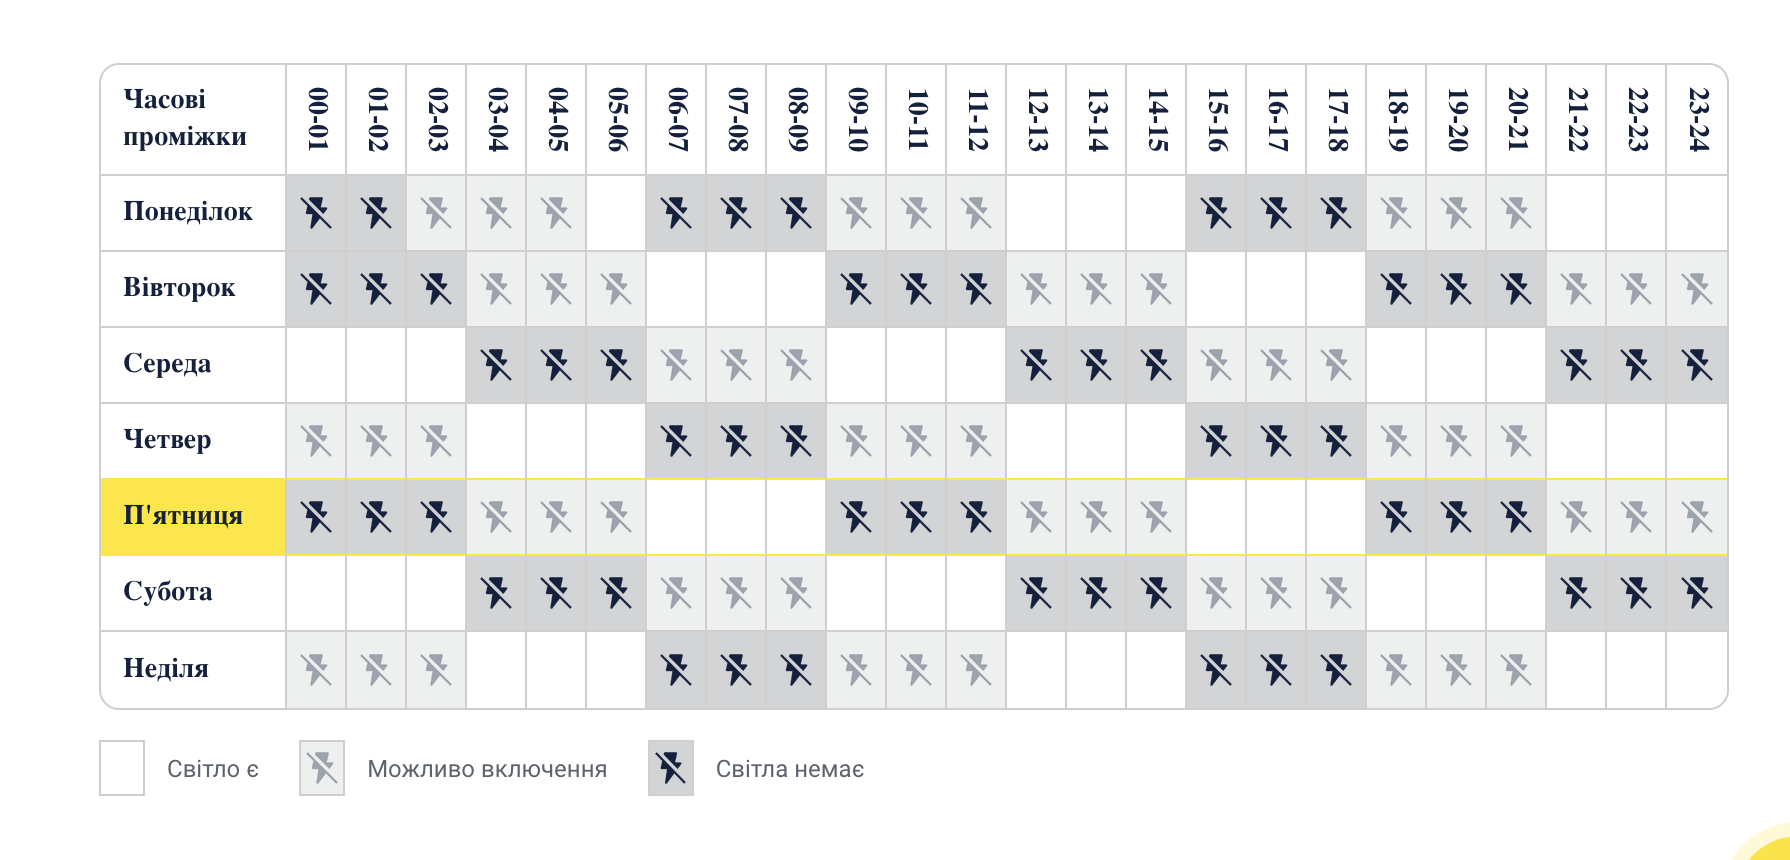 Часові
проміжки
00-01 01-02 02-03 03-04 04-05 05-06 06-07 07-08 08-09 09-10 10-11 11-12 12-13 13-14 14-15 15-16 16-17 17-18 18-19 19-20 20-21 21-22 22-23 23-24
Понеділок
Вівторок
Середа
Четвер
П'ятниця
Субота
Неділя
Світло є Можливо включення Світла немає